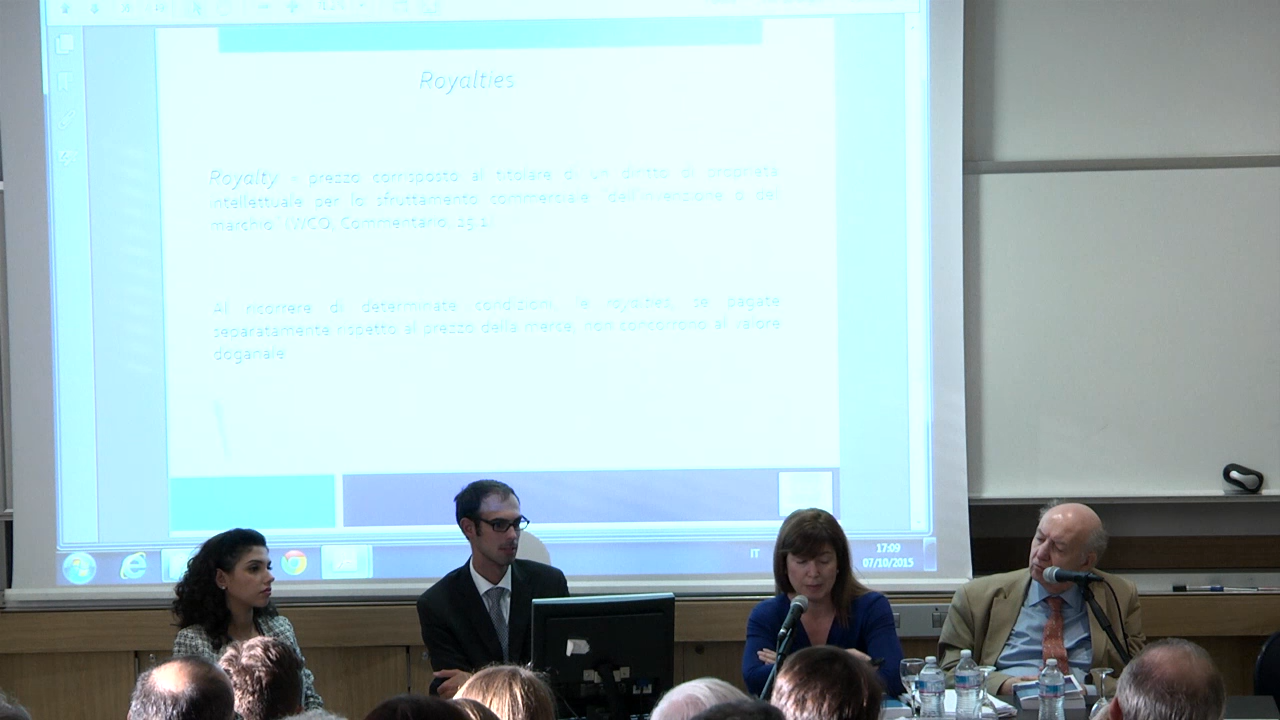 Royalties
Royalty – prezzo corrisposto al titolare di un diritto di proprietà
intellettuale per lo sfruttamento commerciale "dell'invenzione o del
marchio" (WCO, Commentario, 25.1)
Al ricorrere di determinate condizioni, le royalties, se pagate
separatamente rispetto al prezzo della merce, non concorrono al valore
doganale
IT
17:09
07/10/2015